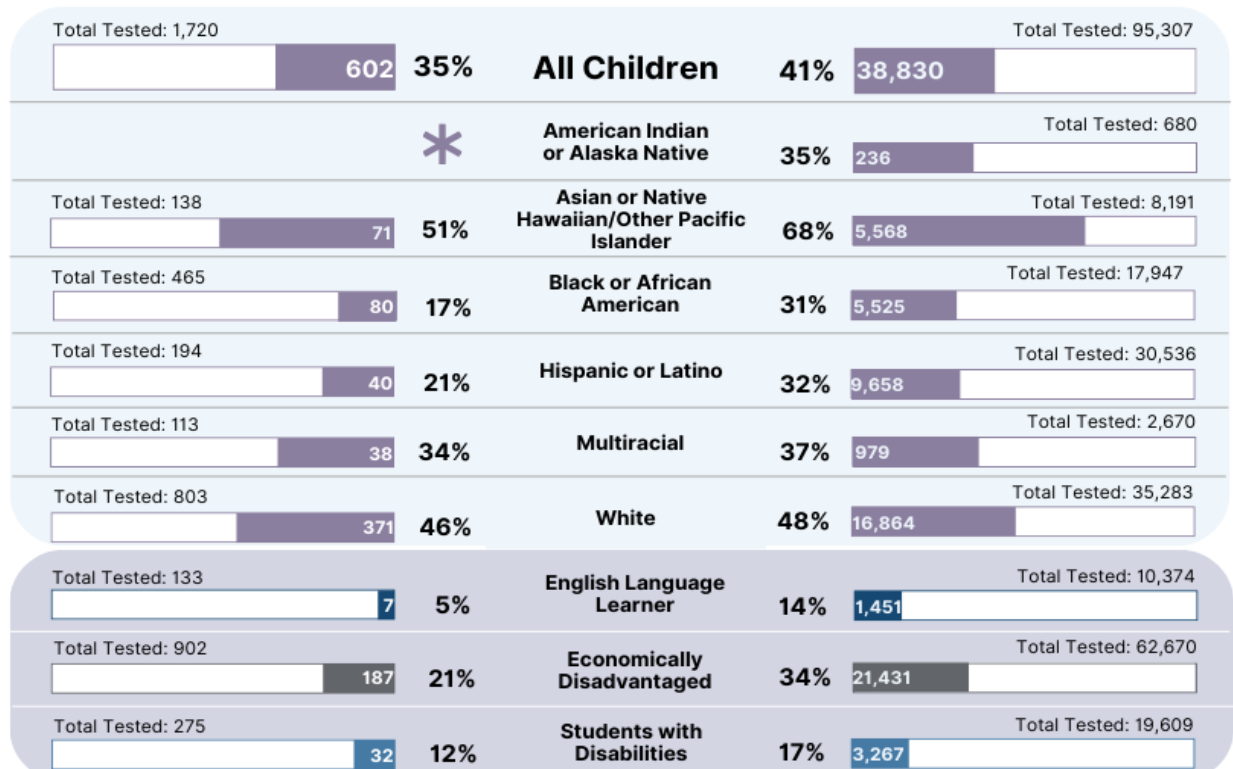 Total Tested: 1,720
Total Tested: 95,307
602 35% All Children 41% 38,830
*
American Indian
or Alaska Native
35%
Total Tested: 680
236
Total Tested: 138
71 51%
Asian or Native
Hawaiian/Other Pacific
Islander
68%
Total Tested: 8,191
5,568
Total Tested: 465
80 17%
Black or African
American
31%
Total Tested: 17,947
5,525
Total Tested: 194
40 21%
Hispanic or Latino
32%
Total Tested: 30,536
9,658
Total Tested: 113
38 34%
Multiracial
37%
Total Tested: 2,670
979
Total Tested: 803
371 46%
White
48%
Total Tested: 35,283
16,864
Total Tested: 133
7 5%
English Language
Learner
14%
Total Tested: 10,374
1,451
Total Tested: 902
187 21%
Economically
Disadvantaged
34%
Total Tested: 62,670
21,431
Total Tested: 275
32 12%
Students with
Disabilities
17%
Total Tested: 19,609
3,267